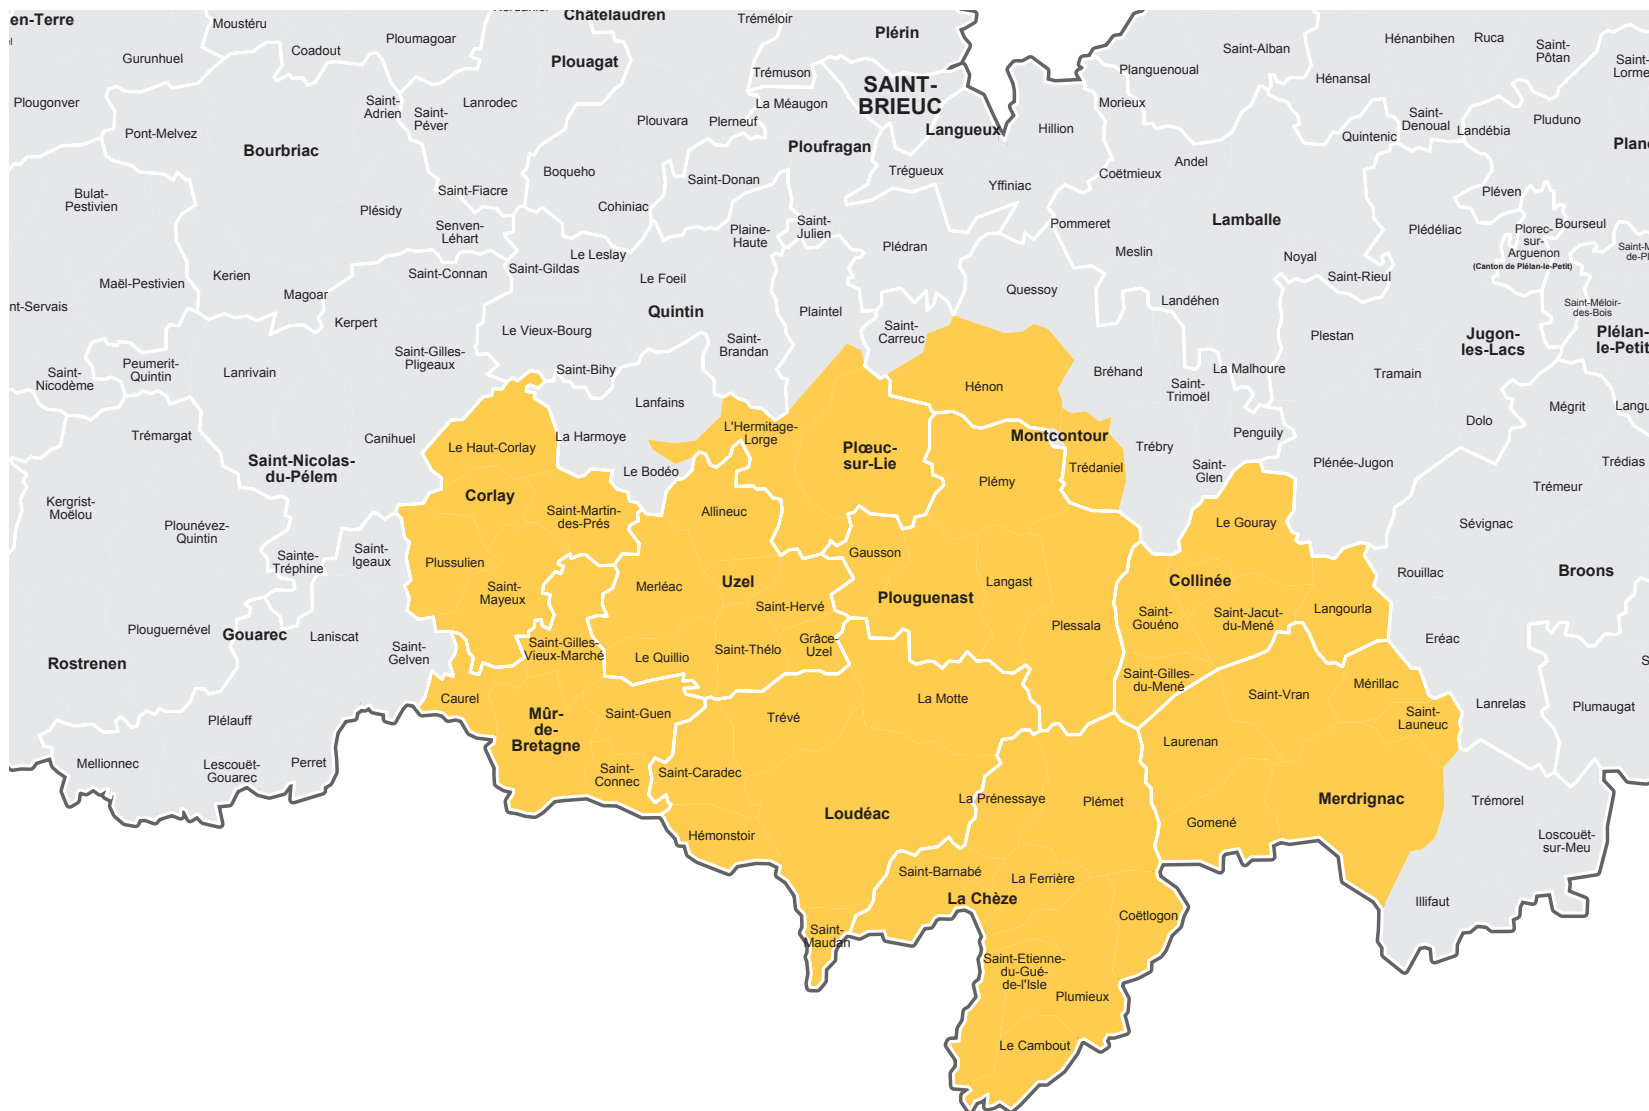 en-Terre
Moustéru
Châtelaudren
Tréméloir
Plérin
Gurunhuel
Coadout
Ploumagoar
Plouagat
Trémuson
Saint-Alban
Planguenoual
Hénanbihen
Ruca
Saint-
Pôtan
Hénansal
Saint-
Lorme
Plougonver
Saint-
Adrien
Saint-
Péver
Lanrodec
La Méaugon
SAINT-
BRIEUC
Morieux
Pont-Melvez
Bourbriac
Plouvara
Plerneuf
Ploufragan
Langueux
Hillion
Quintenic
Saint-
Denoual
Landébia
Pluduno
Planc
Boqueho
Saint-Donan
Trégueux
Yffiniac
Coëtmieux
Andel
Bulat-
Pestivien
Plésidy
Saint-Fiacre
Cohiniac
Pléven
Senven-
Léhart
Plaine-
Haute
Saint-
Julien
Plédran
Pommeret
Lamballe
Plédéliac
Plorec-
sur-
Arguenon
(Canton de Plélan-le-Petit)
Bourseul
Saint-M
de-Pl
Meslin
Noyal
Le Leslay
Saint-Gildas
Le Foeil
Kerien
Saint-Connan
Maël-Pestivien
Magoar
Saint-Rieul
Quessoy
Landéhen
nt-Servais
Kerpert
Le Vieux-Bourg
Quintin
Plaintel
Saint-
Carreuc
Saint-Méloir-
des-Bois
Plestan
Jugon-
les-Lacs
Plélan-
le-Petit
Saint-
Brandan
Saint-Gilles-
Pligeaux
Saint-
Nicodème
Peumerit-
Quintin
Lanrivain
Saint-Bihy
Hénon
Bréhand
Saint-
Trimoël
La Malhoure
Tramain
Lanfains
Mégrit
Langu
Dolo
Trémargat
Canihuel
Le Haut-Corlay
La Harmoye
L'Hermitage-
Lorge
Montcontour
Penguily
Trébry
Plœuc-
sur-Lie
Saint-Nicolas-
du-Pélem
Le Bodéo
Trédaniel
Saint-
Glen
Plénée-Jugon
Trédias
Plémy
Trémeur
Kergrist-
Moëlou
Corlay
Saint-Martin-
des-Prés
Allineuc
Plounévez-
Quintin
Le Gouray
Sévignac
Sainte-
Tréphine
Saint-
Igeaux
Plussulien
Gausson
Saint-
Mayeux
Merléac
Uzel
Langast
Collinée
Rouillac
Broons
Plouguenast
Saint-Hervé
Saint-
Gouéno
Saint-Jacut-
du-Mené
Langourla
Plouguernével
Gouarec
Laniscat
Plessala
Saint-
Gelven
Saint-Gilles-
Vieux-Marché
Le Quillio
Saint-Thélo
Grâce-
Uzel
Eréac
Rostrenen
S
Saint-Gilles-
du-Mené
Mérillac
Saint-Vran
Caurel
La Motte
Lanrelas
Plumaugat
Mûr-
de-
Bretagne
Saint-Guen
Trévé
Saint-
Launeuc
Plélauff
Laurenan
Mellionnec
Lescouët-
Gouarec
Perret
Saint-
Connec
Saint-Caradec
La Prénessaye
Plémet
Merdrignac
Trémorel
Loudéac
Gomené
Hémonstoir
Loscouët-
sur-Meu
Saint-Barnabé
La Ferrière
La Chèze
Illifaut
Coëtlogon
Saint-
Maudan
Saint-Etienne-
du-Gué-
de-l'Isle
Plumieux
Le Cambout